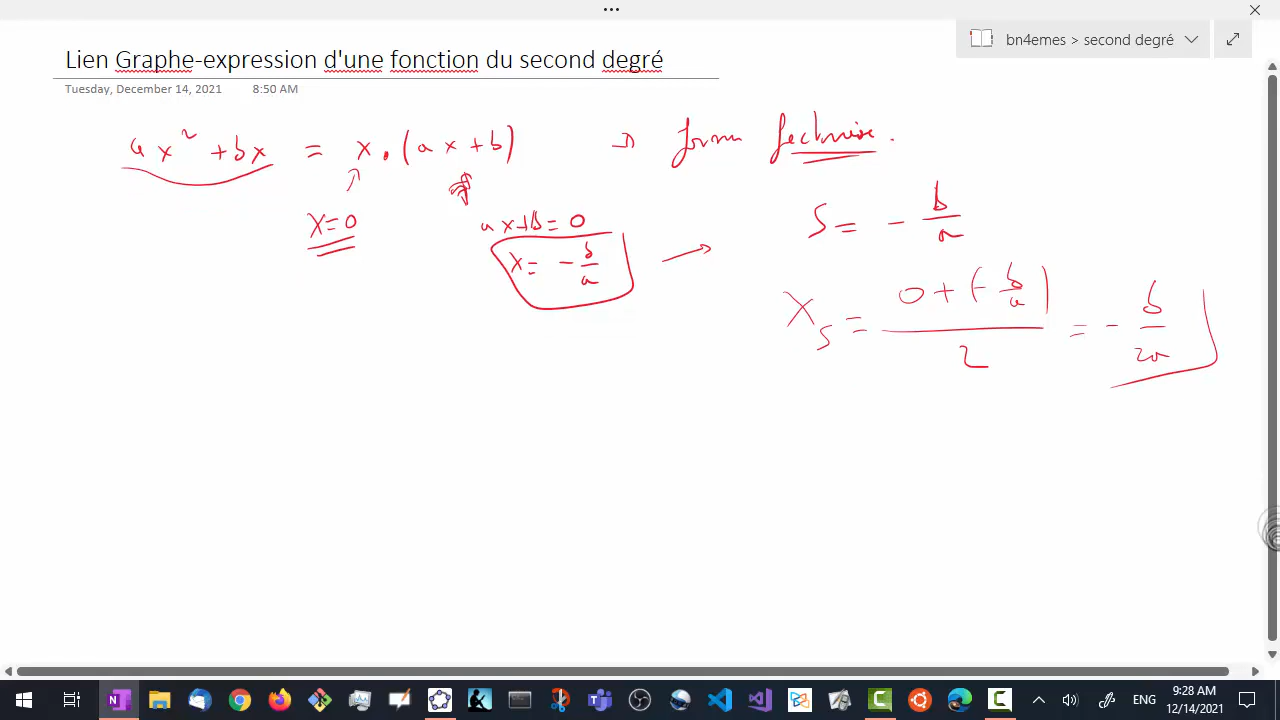 bn4emes > second degré
Lien Graphe-expression d'une fonction du second degré
Tuesday, December 14, 2021 8:50 AM
ax² + bx = x · (ax+b) → forme
x=0
ax+b = 0
x = - b/a →
S = - b/a
x_S = (0 + (-b/a))/2 = - b/2a
ENG 9:28 AM
12/14/2021